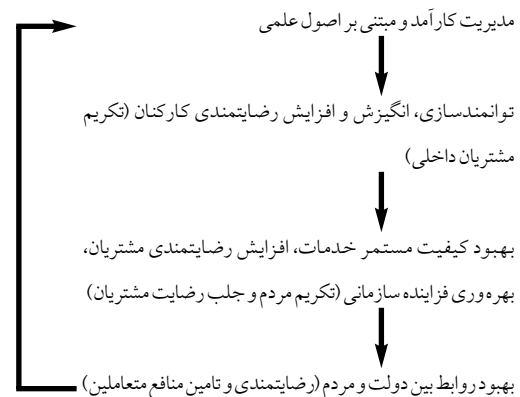 مدیریت کارآمد و مبتنی بر اصول علمی
توانمندسازی، انگیزش و افزایش رضایتمندی کارکنان (تکریم
مشتریان داخلی)
بهبود کیفیت مستمر خدمات، افزایش رضایتمندی مشتریان،
بهره‌وری فزاینده سازمانی (تکریم مردم و جلب رضایت مشتریان)
بهبود روابط بین دولت و مردم (رضایتمندی و تامین منافع متعاملین)